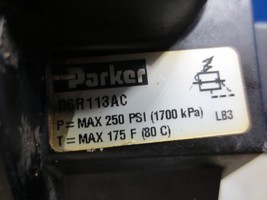 Parker
06R113AC
P = MAX 250 PSI (1700 kPa)
T = MAX 175 F (80 C)
LB3